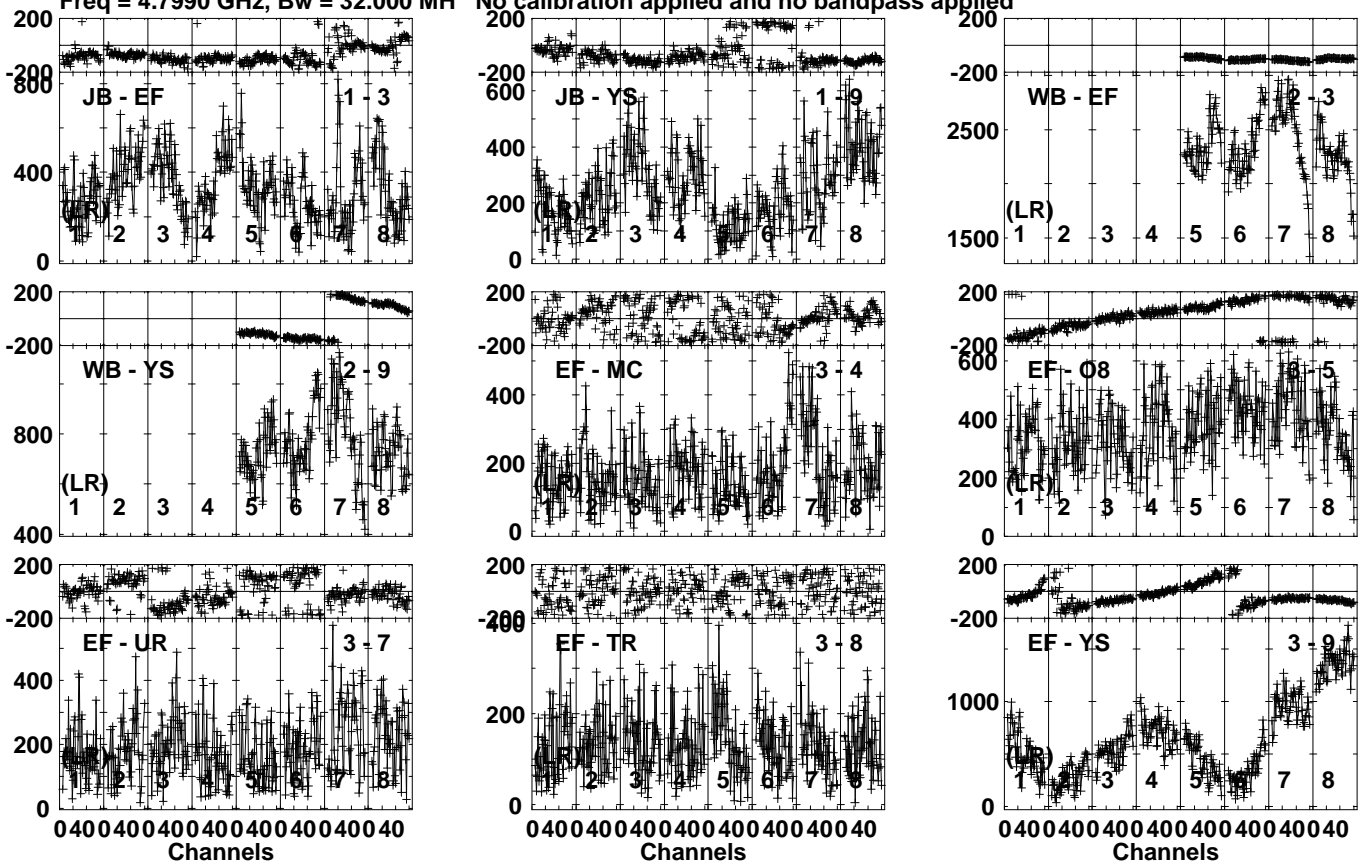 Freq = 4.7990 GHz, Bw = 32.000 MH No calibration applied and no bandpass applied
200
-200
800
400
0
JB - EF
1 - 3
(LR)
1 2 3 4 5 6 7 8
200
-200
600
400
200
0
JB - YS
1 - 9
(LR)
1 2 3 4 5 6 7 8
200
-200
2500
1500
WB - EF
2 - 3
(LR)
1 2 3 4 5 6 7 8
200
-200
800
400
WB - YS
2 - 9
(LR)
1 2 3 4 5 6 7 8
200
-200
400
200
0
EF - MC
3 - 4
(LR)
1 2 3 4 5 6 7 8
200
-200
600
400
200
0
EF - O8
3 - 5
(LR)
1 2 3 4 5 6 7 8
200
-200
400
200
0
EF - UR
3 - 7
(LR)
1 2 3 4 5 6 7 8
0 40 0 40 0 40 0 40 0 40 0 40 0 40 0 40
Channels
200
-200
400
200
0
EF - TR
3 - 8
(LR)
1 2 3 4 5 6 7 8
0 40 0 40 0 40 0 40 0 40 0 40 0 40 0 40
Channels
200
-200
1000
0
EF - YS
3 - 9
(LR)
1 2 3 4 5 6 7 8
0 40 0 40 0 40 0 40 0 40 0 40 0 40 0 40
Channels